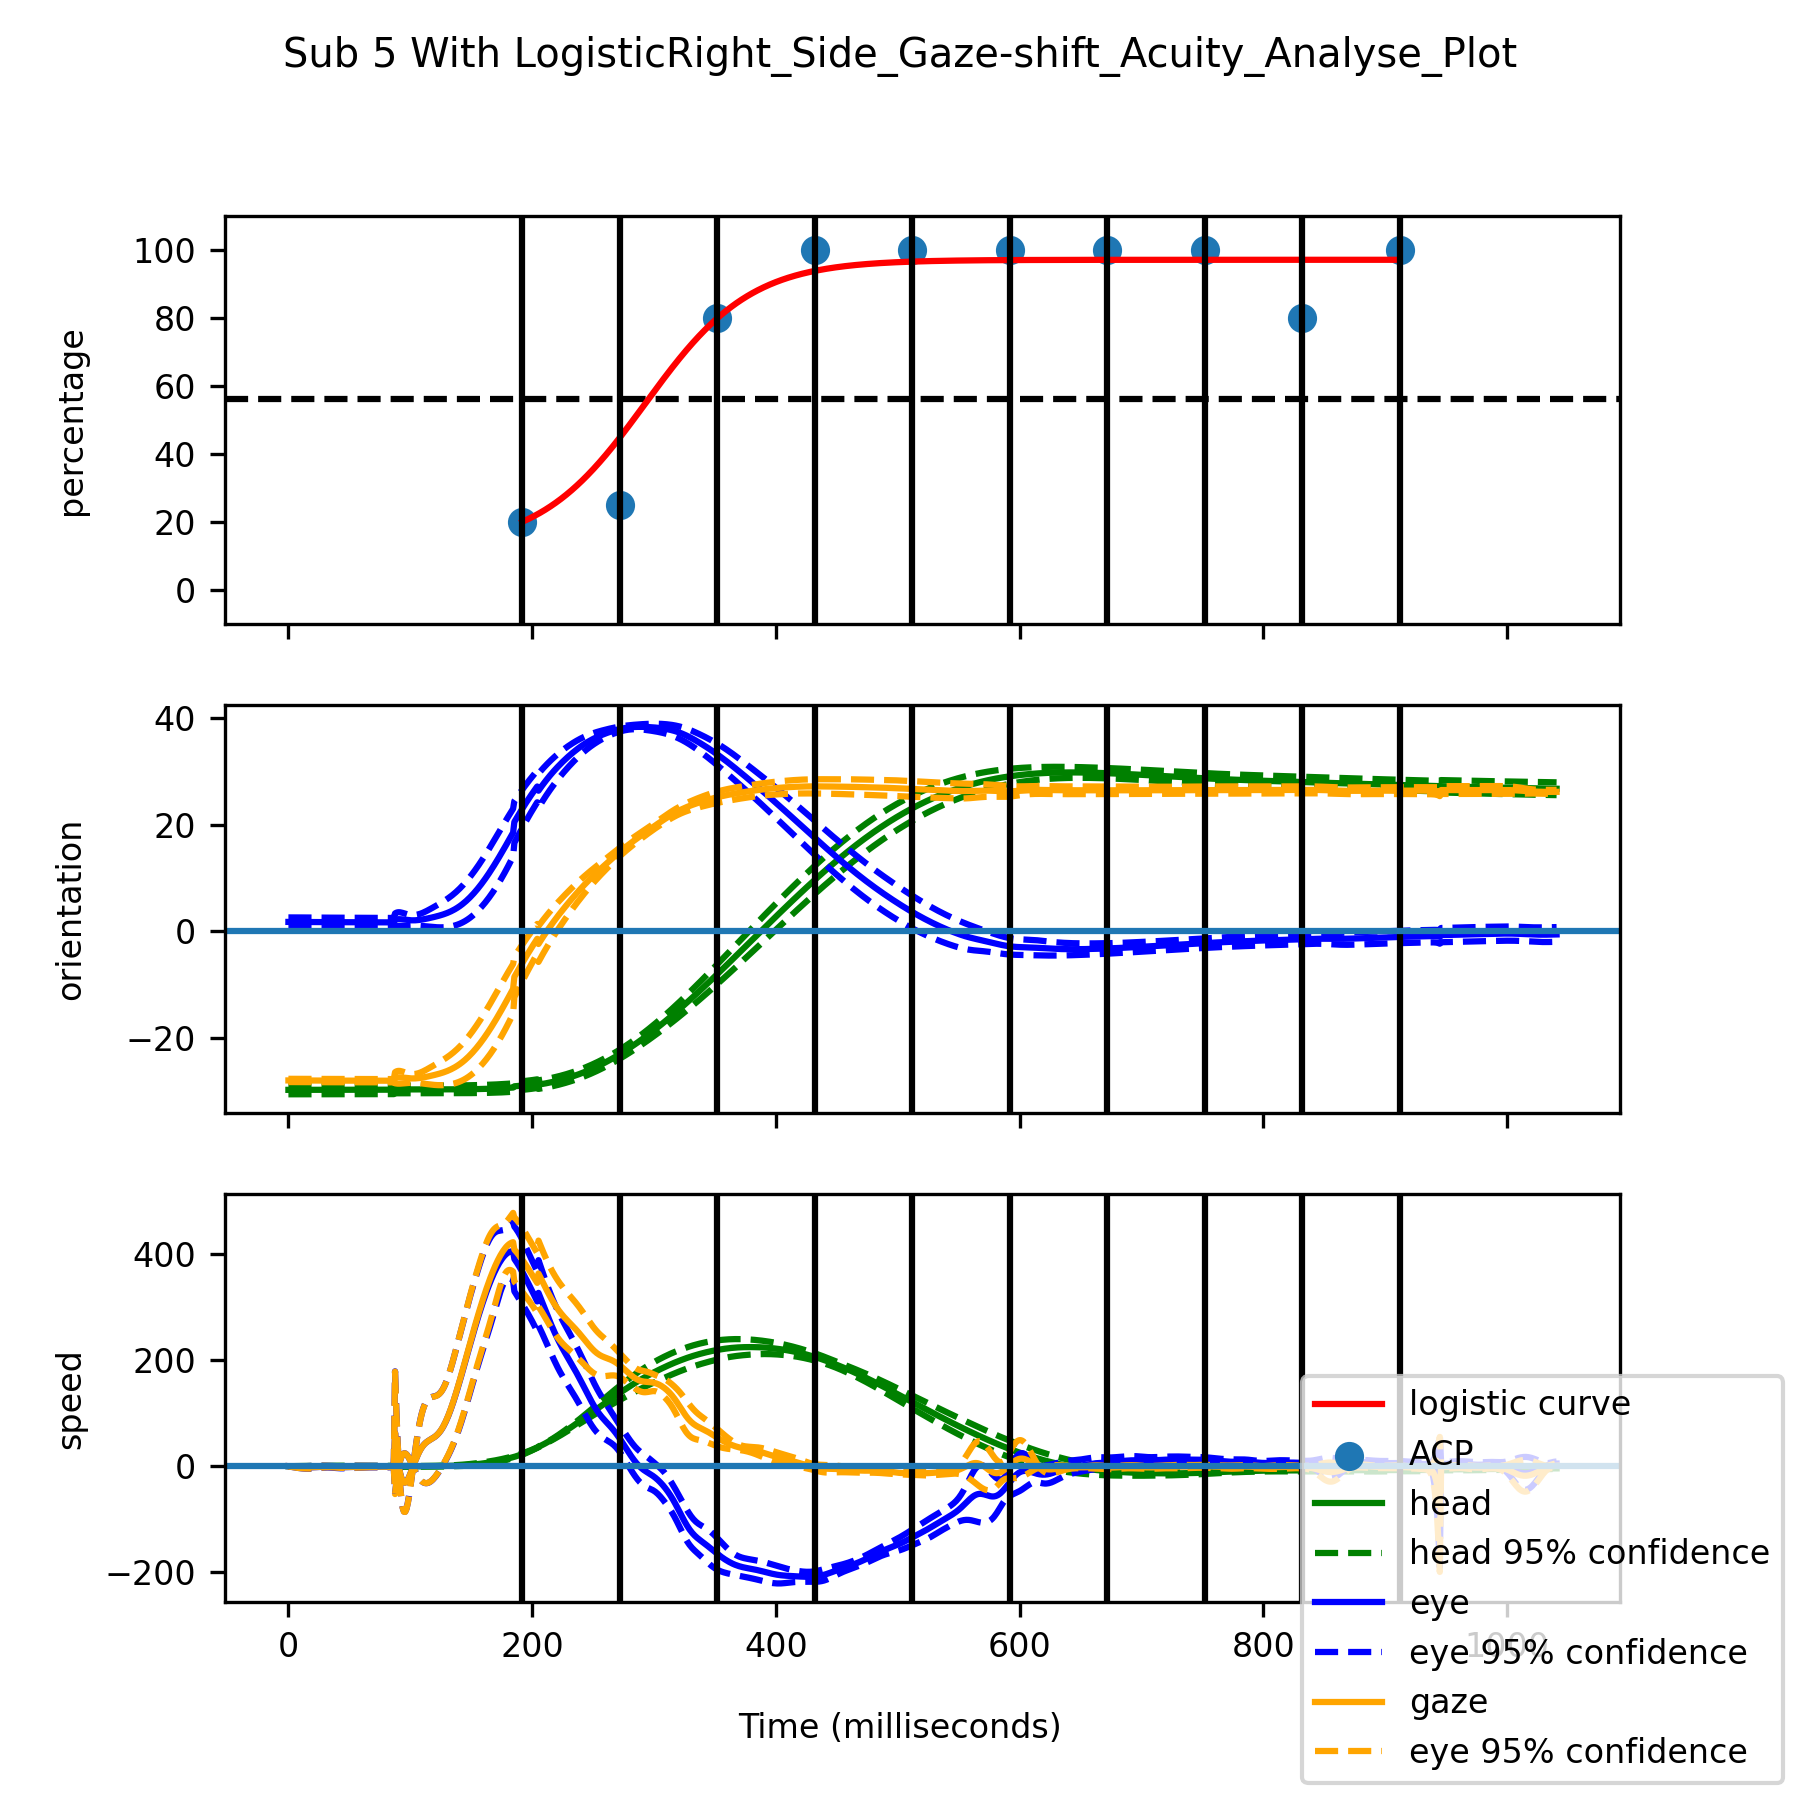 Sub 5 With LogisticRight_Side_Gaze-shift_Acuity_Analyse_Plot
100
80
60
40
20
0
percentage
40
20
0
−20
orientation
400
200
0
−200
speed
0
200
400
600
800
1000
Time (milliseconds)
logistic curve
ACP
head
head 95% confidence
eye
eye 95% confidence
gaze
eye 95% confidence